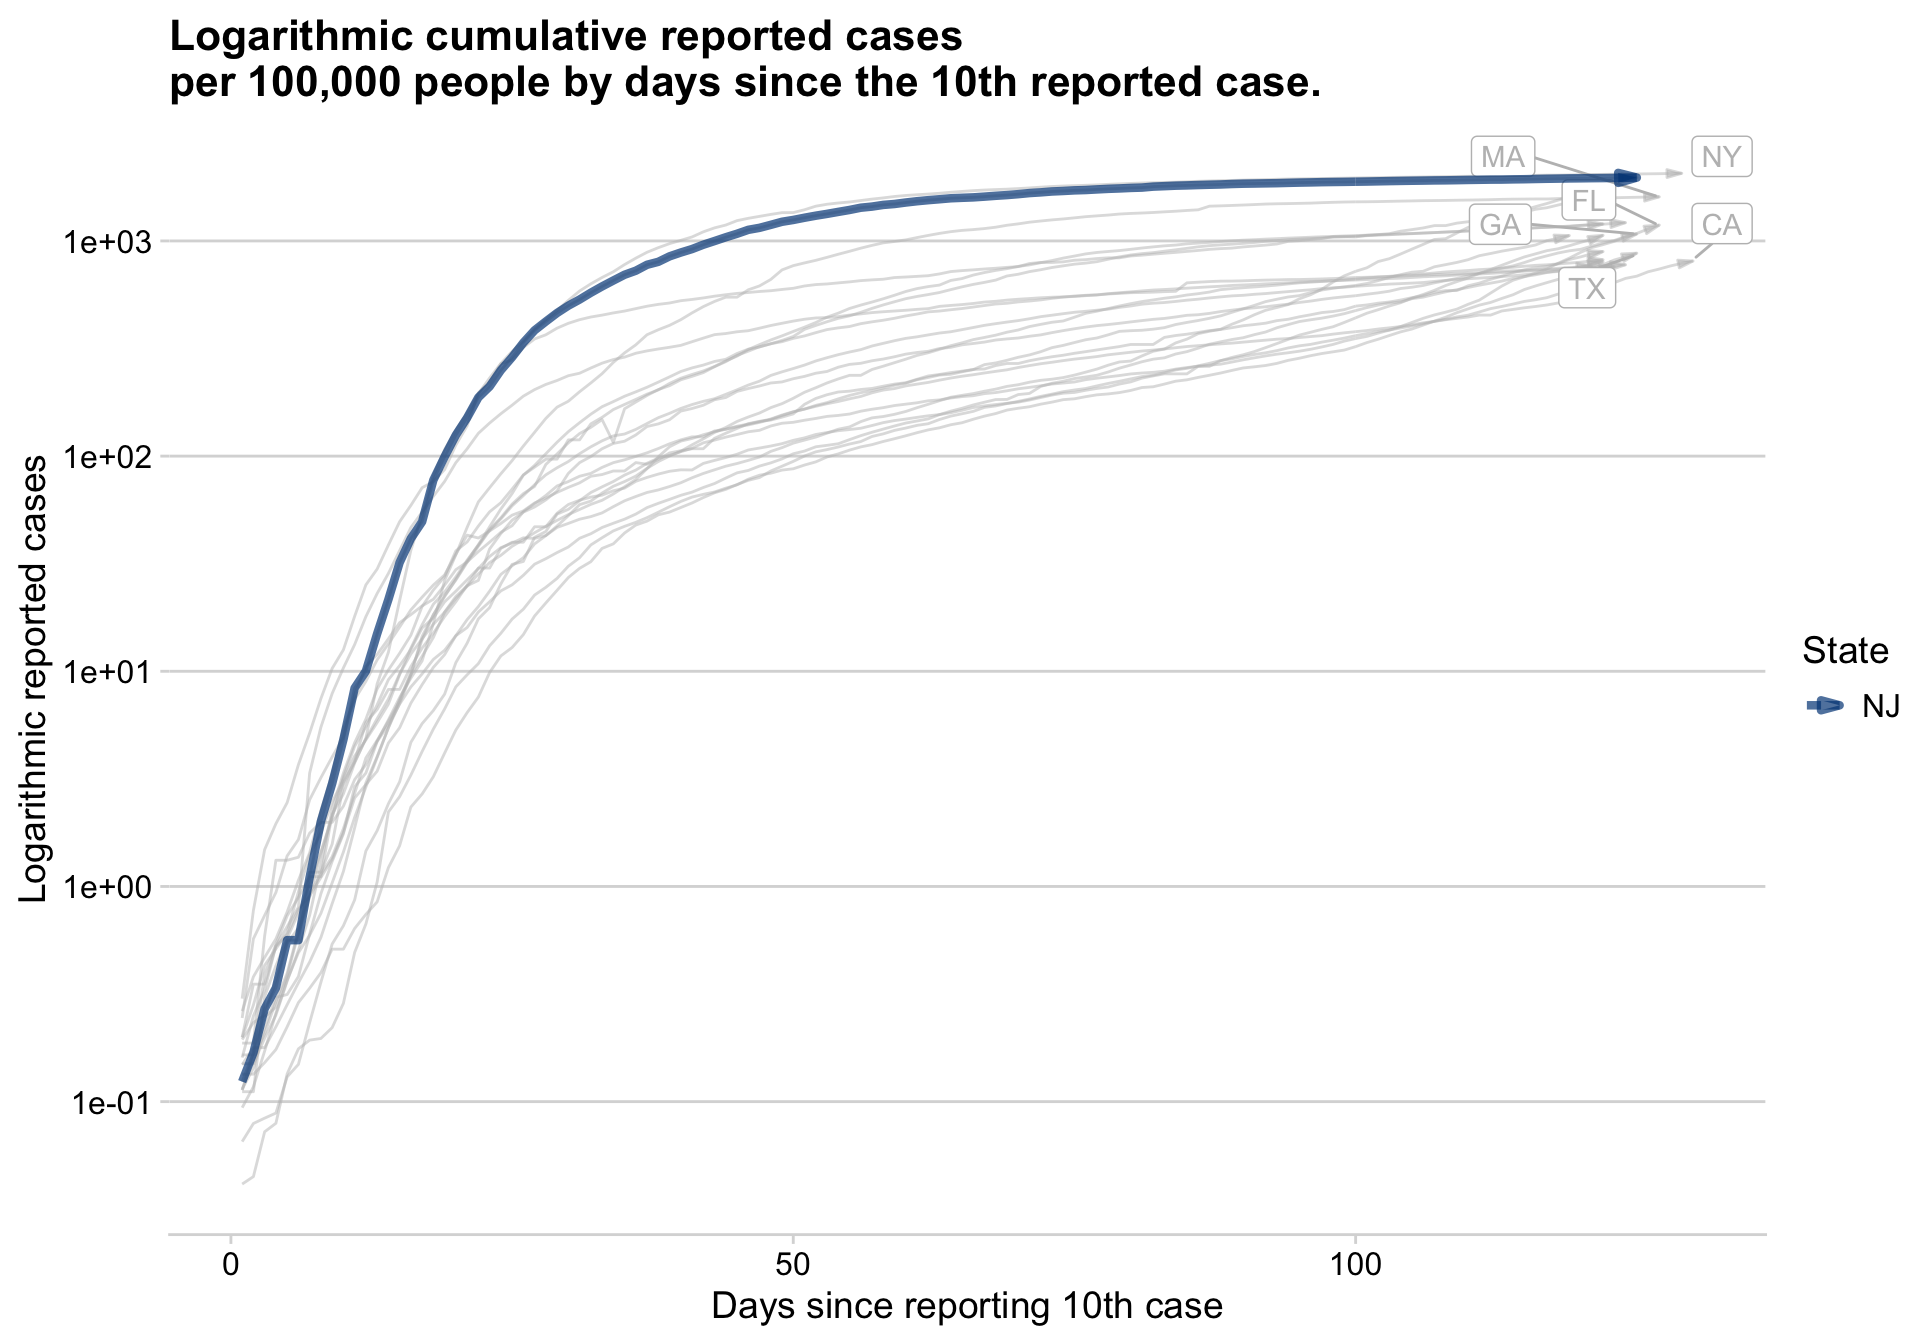 Logarithmic cumulative reported cases
per 100,000 people by days since the 10th reported case.
MA
NY
FL
GA
CA
TX
1e+03
1e+02
1e+01
1e+00
1e-01
Logarithmic reported cases
State
NJ
0
50
100
Days since reporting 10th case